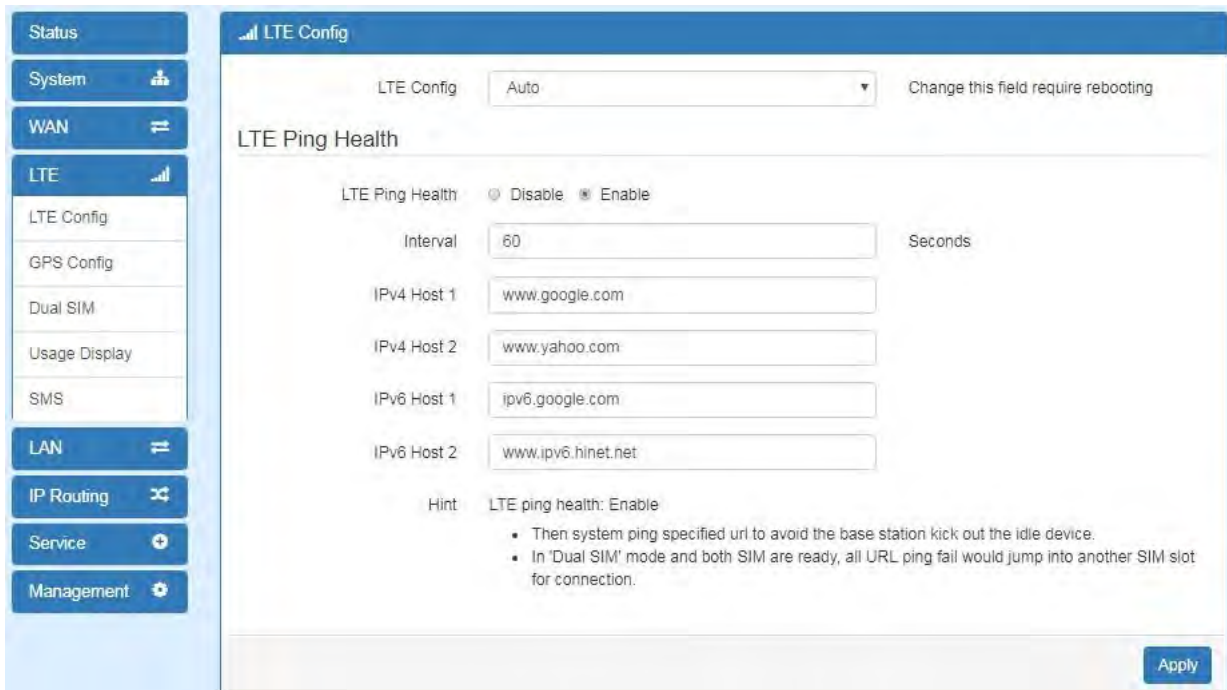 Status
System
WAN
LTE
LTE Config
GPS Config
Dual SIM
Usage Display
SMS
LAN
IP Routing
Service
Management
LTE Config
LTE Config Auto Change this field require rebooting
LTE Ping Health
LTE Ping Health Disable Enable
Interval 60 Seconds
IPv4 Host 1 www.google.com
IPv4 Host 2 www.yahoo.com
IPv6 Host 1 ipv6.google.com
IPv6 Host 2 www.ipv6.hinet.net
Hint LTE ping health: Enable
• Then system ping specified url to avoid the base station kick out the idle device.
• In 'Dual SIM' mode and both SIM are ready, all URL ping fail would jump into another SIM slot
for connection.
Apply